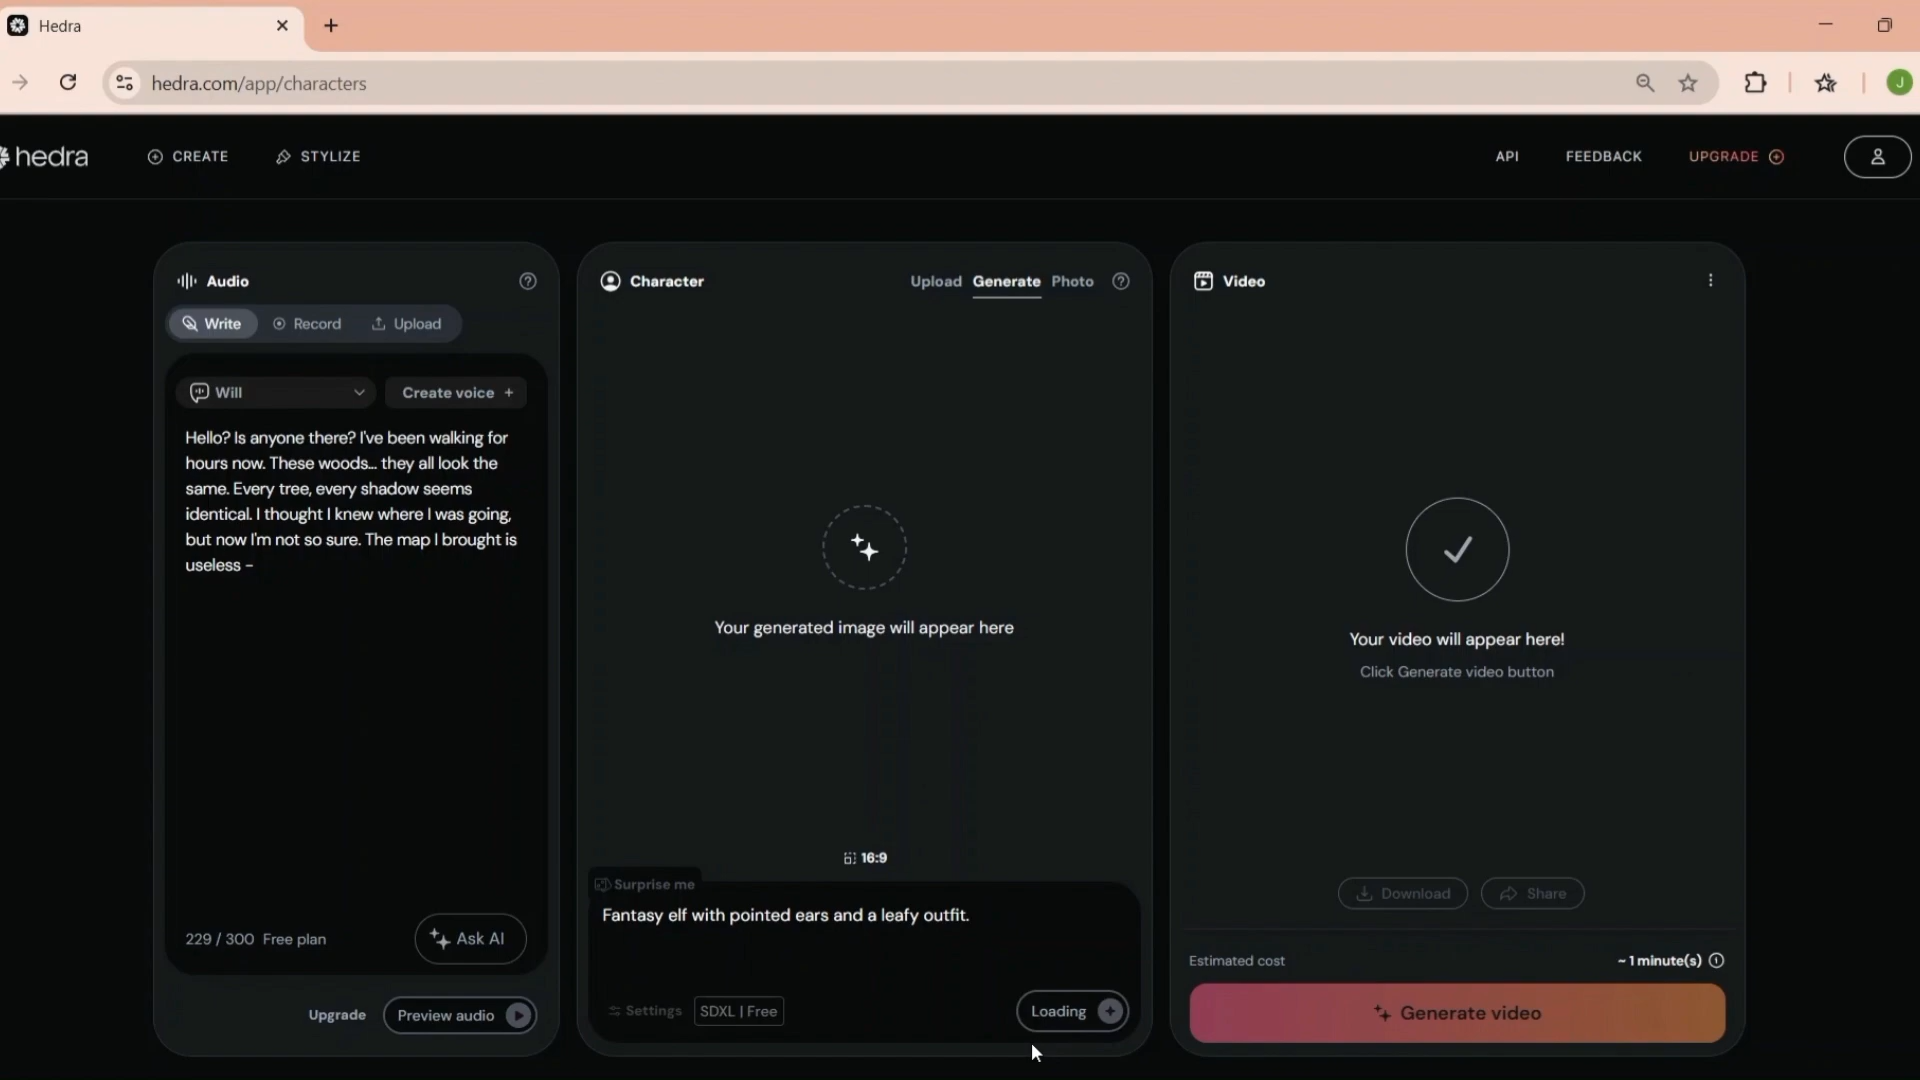 Hedra
hedra.com/app/characters
J
hedra
CREATE
STYLIZE
API
FEEDBACK
UPGRADE
Audio
Write
Record
Upload
Will
Create voice +
Hello? Is anyone there? I've been walking for
hours now. These woods... they all look the
same. Every tree, every shadow seems
identical. I thought I knew where I was going,
but now I'm not so sure. The map I brought is
useless –
229 / 300 Free plan
Ask AI
Upgrade
Preview audio
Character
Upload
Generate
Photo
Your generated image will appear here
16:9
Surprise me
Fantasy elf with pointed ears and a leafy outfit.
Settings
SDXL | Free
Loading
Video
Your video will appear here!
Click Generate video button
Download
Share
Estimated cost
~ 1 minute(s)
Generate video